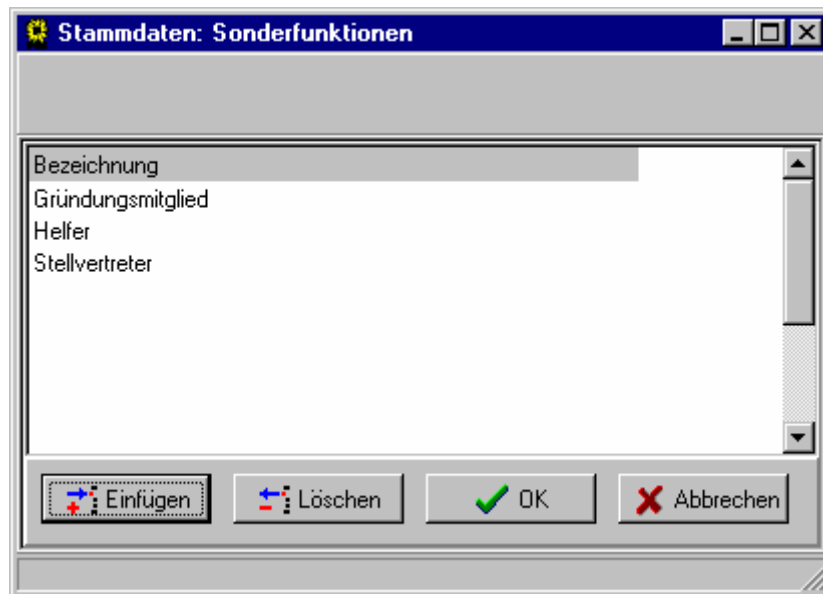 Stammdaten: Sonderfunktionen
Bezeichnung
Gründungsmitglied
Helfer
Stellvertreter
Einfügen Löschen OK Abbrechen